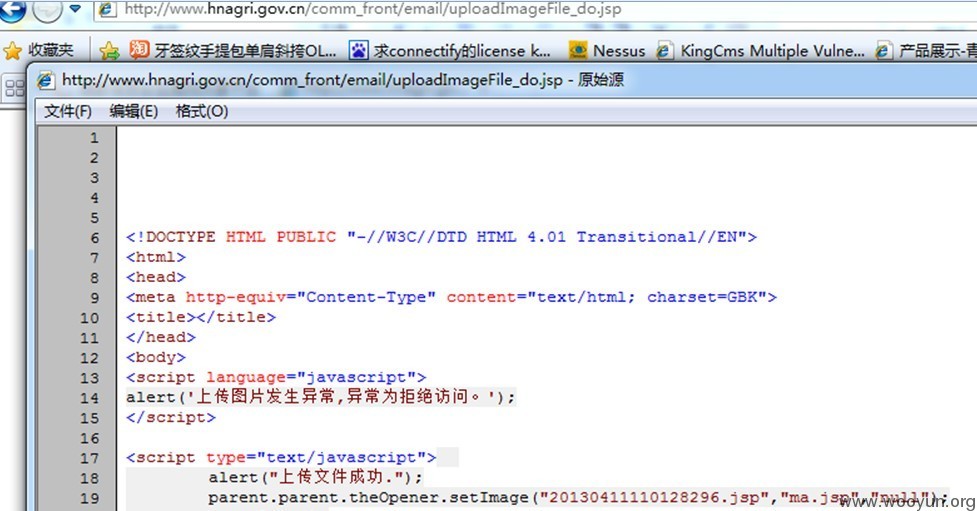 http://www.hnagri.gov.cn/comm_front/email/uploadImageFile_do.jsp
收藏夹 淘 牙签纹手提包单肩斜挎OL... 求connectify的license k... Nessus KingCms Multiple Vulne... 产品展示-青
http://www.hnagri.gov.cn/comm_front/email/uploadImageFile_do.jsp - 原始源
文件(F) 编辑(E) 格式(O)
1
2
3
4
5
6 <!DOCTYPE HTML PUBLIC "-//W3C//DTD HTML 4.01 Transitional//EN">
7 <html>
8 <head>
9 <meta http-equiv="Content-Type" content="text/html; charset=GBK">
10 <title></title>
11 </head>
12 <body>
13 <script language="javascript">
14 alert('上传图片发生异常,异常为拒绝访问。');
15 </script>
16
17 <script type="text/javascript">
18 alert("上传文件成功.");
19 parent.parent.theOpener.setImage("20130411110128296.jsp","ma.jsp","null");
www.wooyun.org